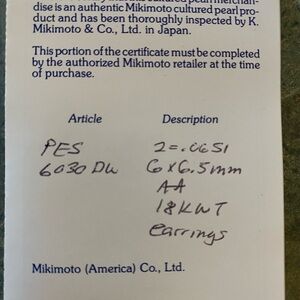 dise is an authentic Mikimoto cultured pearl pro-
duct and has been thoroughly inspected by K.
Mikimoto & Co., Ltd. in Japan.
This portion of the certificate must be completed
by the authorized Mikimoto retailer at the time
of purchase.
Article Description
PES 2=.0651
6030 DW 6x6.5mm
AA
18KWT
earrings
Mikimoto (America) Co., Ltd.